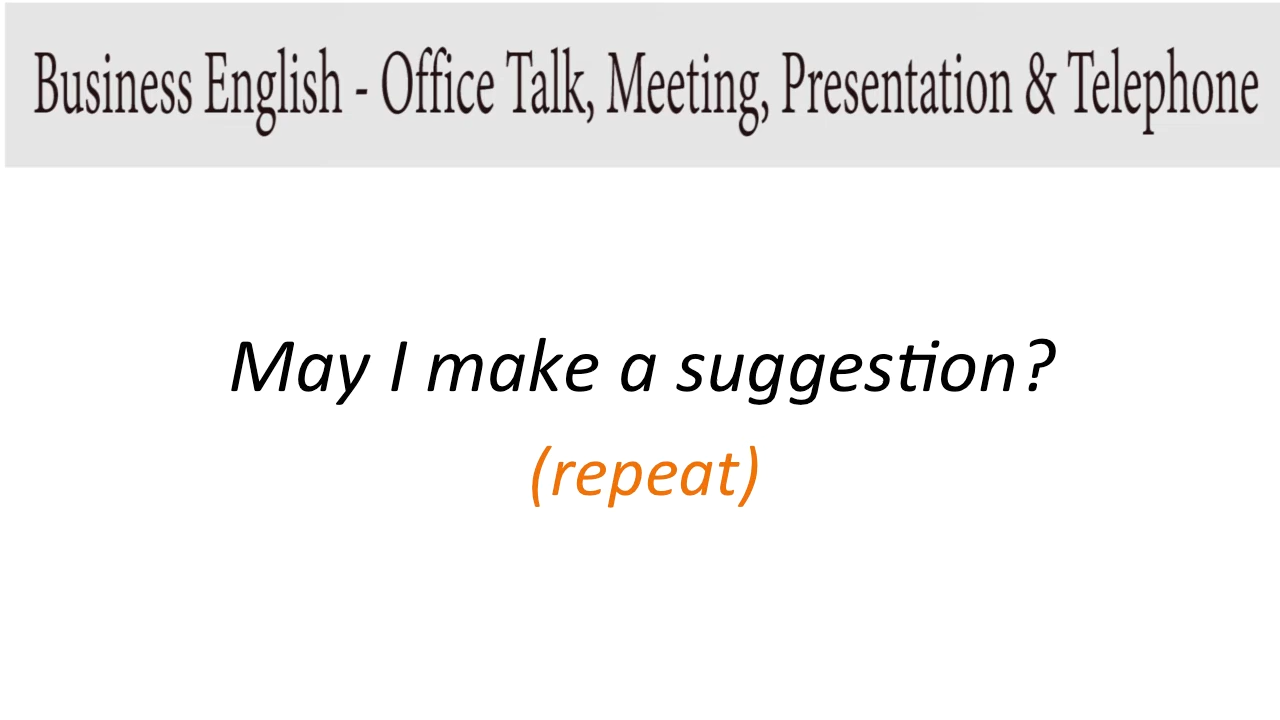 Business English - Office Talk, Meeting, Presentation & Telephone
May I make a suggestion?
(repeat)